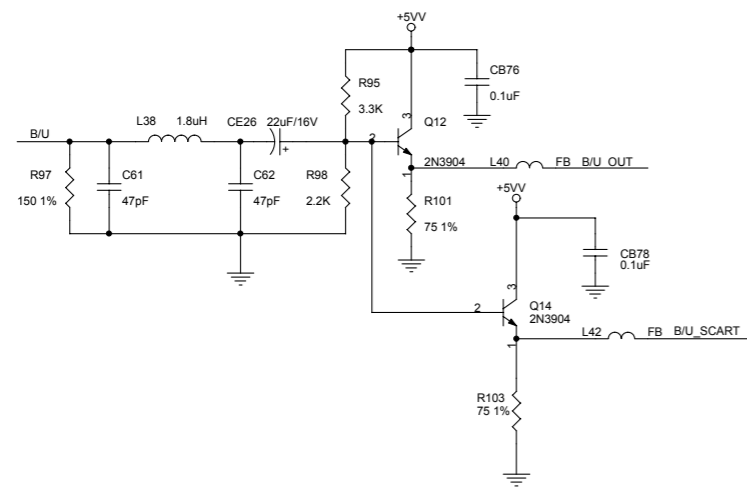 +5VV
CB76
0.1uF
R95
3.3K
3
Q12
B/U
L38 1.8uH CE26 22uF/16V
+
2
2N3904
1
L40 FB B/U_OUT
R97
150 1%
C61
47pF
C62
47pF
R98
2.2K
R101
75 1%
+5VV
CB78
0.1uF
3
2
Q14
2N3904
1
L42 FB B/U_SCART
R103
75 1%